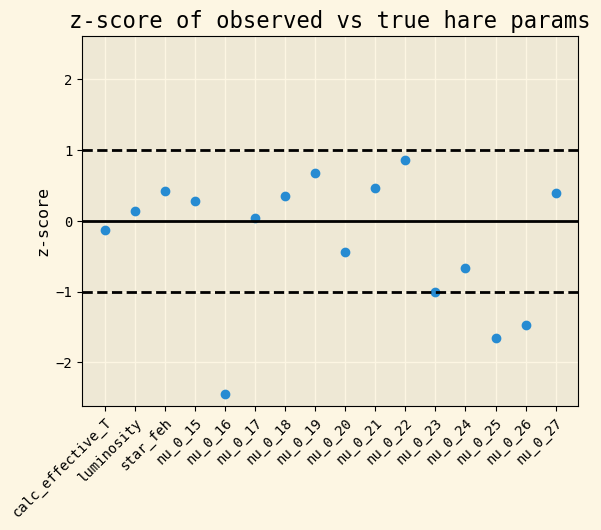 z-score of observed vs true hare params
z-score
2
1
0
−1
−2
calc_effective_T
luminosity
star_feh
nu_0_15
nu_0_16
nu_0_17
nu_0_18
nu_0_19
nu_0_20
nu_0_21
nu_0_22
nu_0_23
nu_0_24
nu_0_25
nu_0_26
nu_0_27